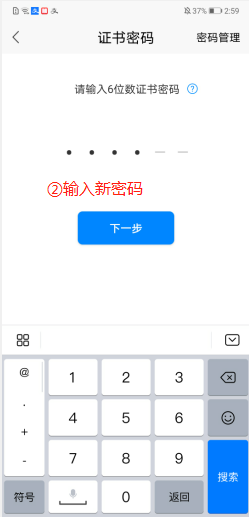 37% 2:59
证书密码 密码管理
请输入6位数证书密码 ?
②输入新密码
下一步
@ 1 2 3
. 4 5 6
+
- 7 8 9 搜索
符号 0 返回